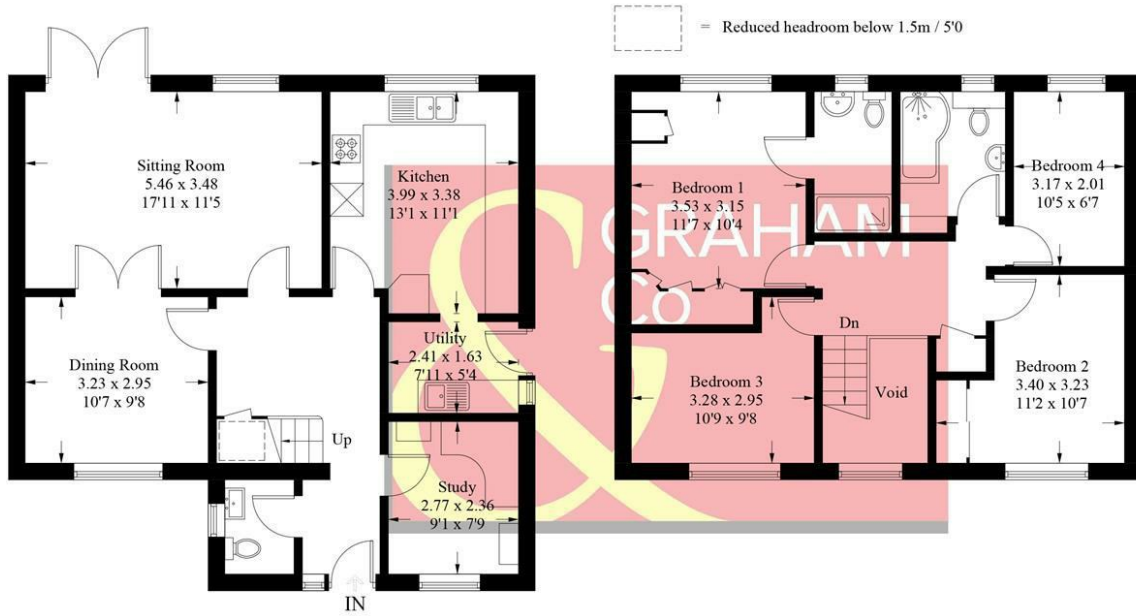 = Reduced headroom below 1.5m / 5'0
Sitting Room
5.46 x 3.48
17'11 x 11'5
Kitchen
3.99 x 3.38
13'1 x 11'1
Dining Room
3.23 x 2.95
10'7 x 9'8
Utility
2.41 x 1.63
7'11 x 5'4
Up
Study
2.77 x 2.36
9'1 x 7'9
IN
Bedroom 1
3.53 x 3.15
11'7 x 10'4
Bedroom 4
3.17 x 2.01
10'5 x 6'7
Dn
Void
Bedroom 3
3.28 x 2.95
10'9 x 9'8
Bedroom 2
3.40 x 3.23
11'2 x 10'7
&
GRAHAM
Co